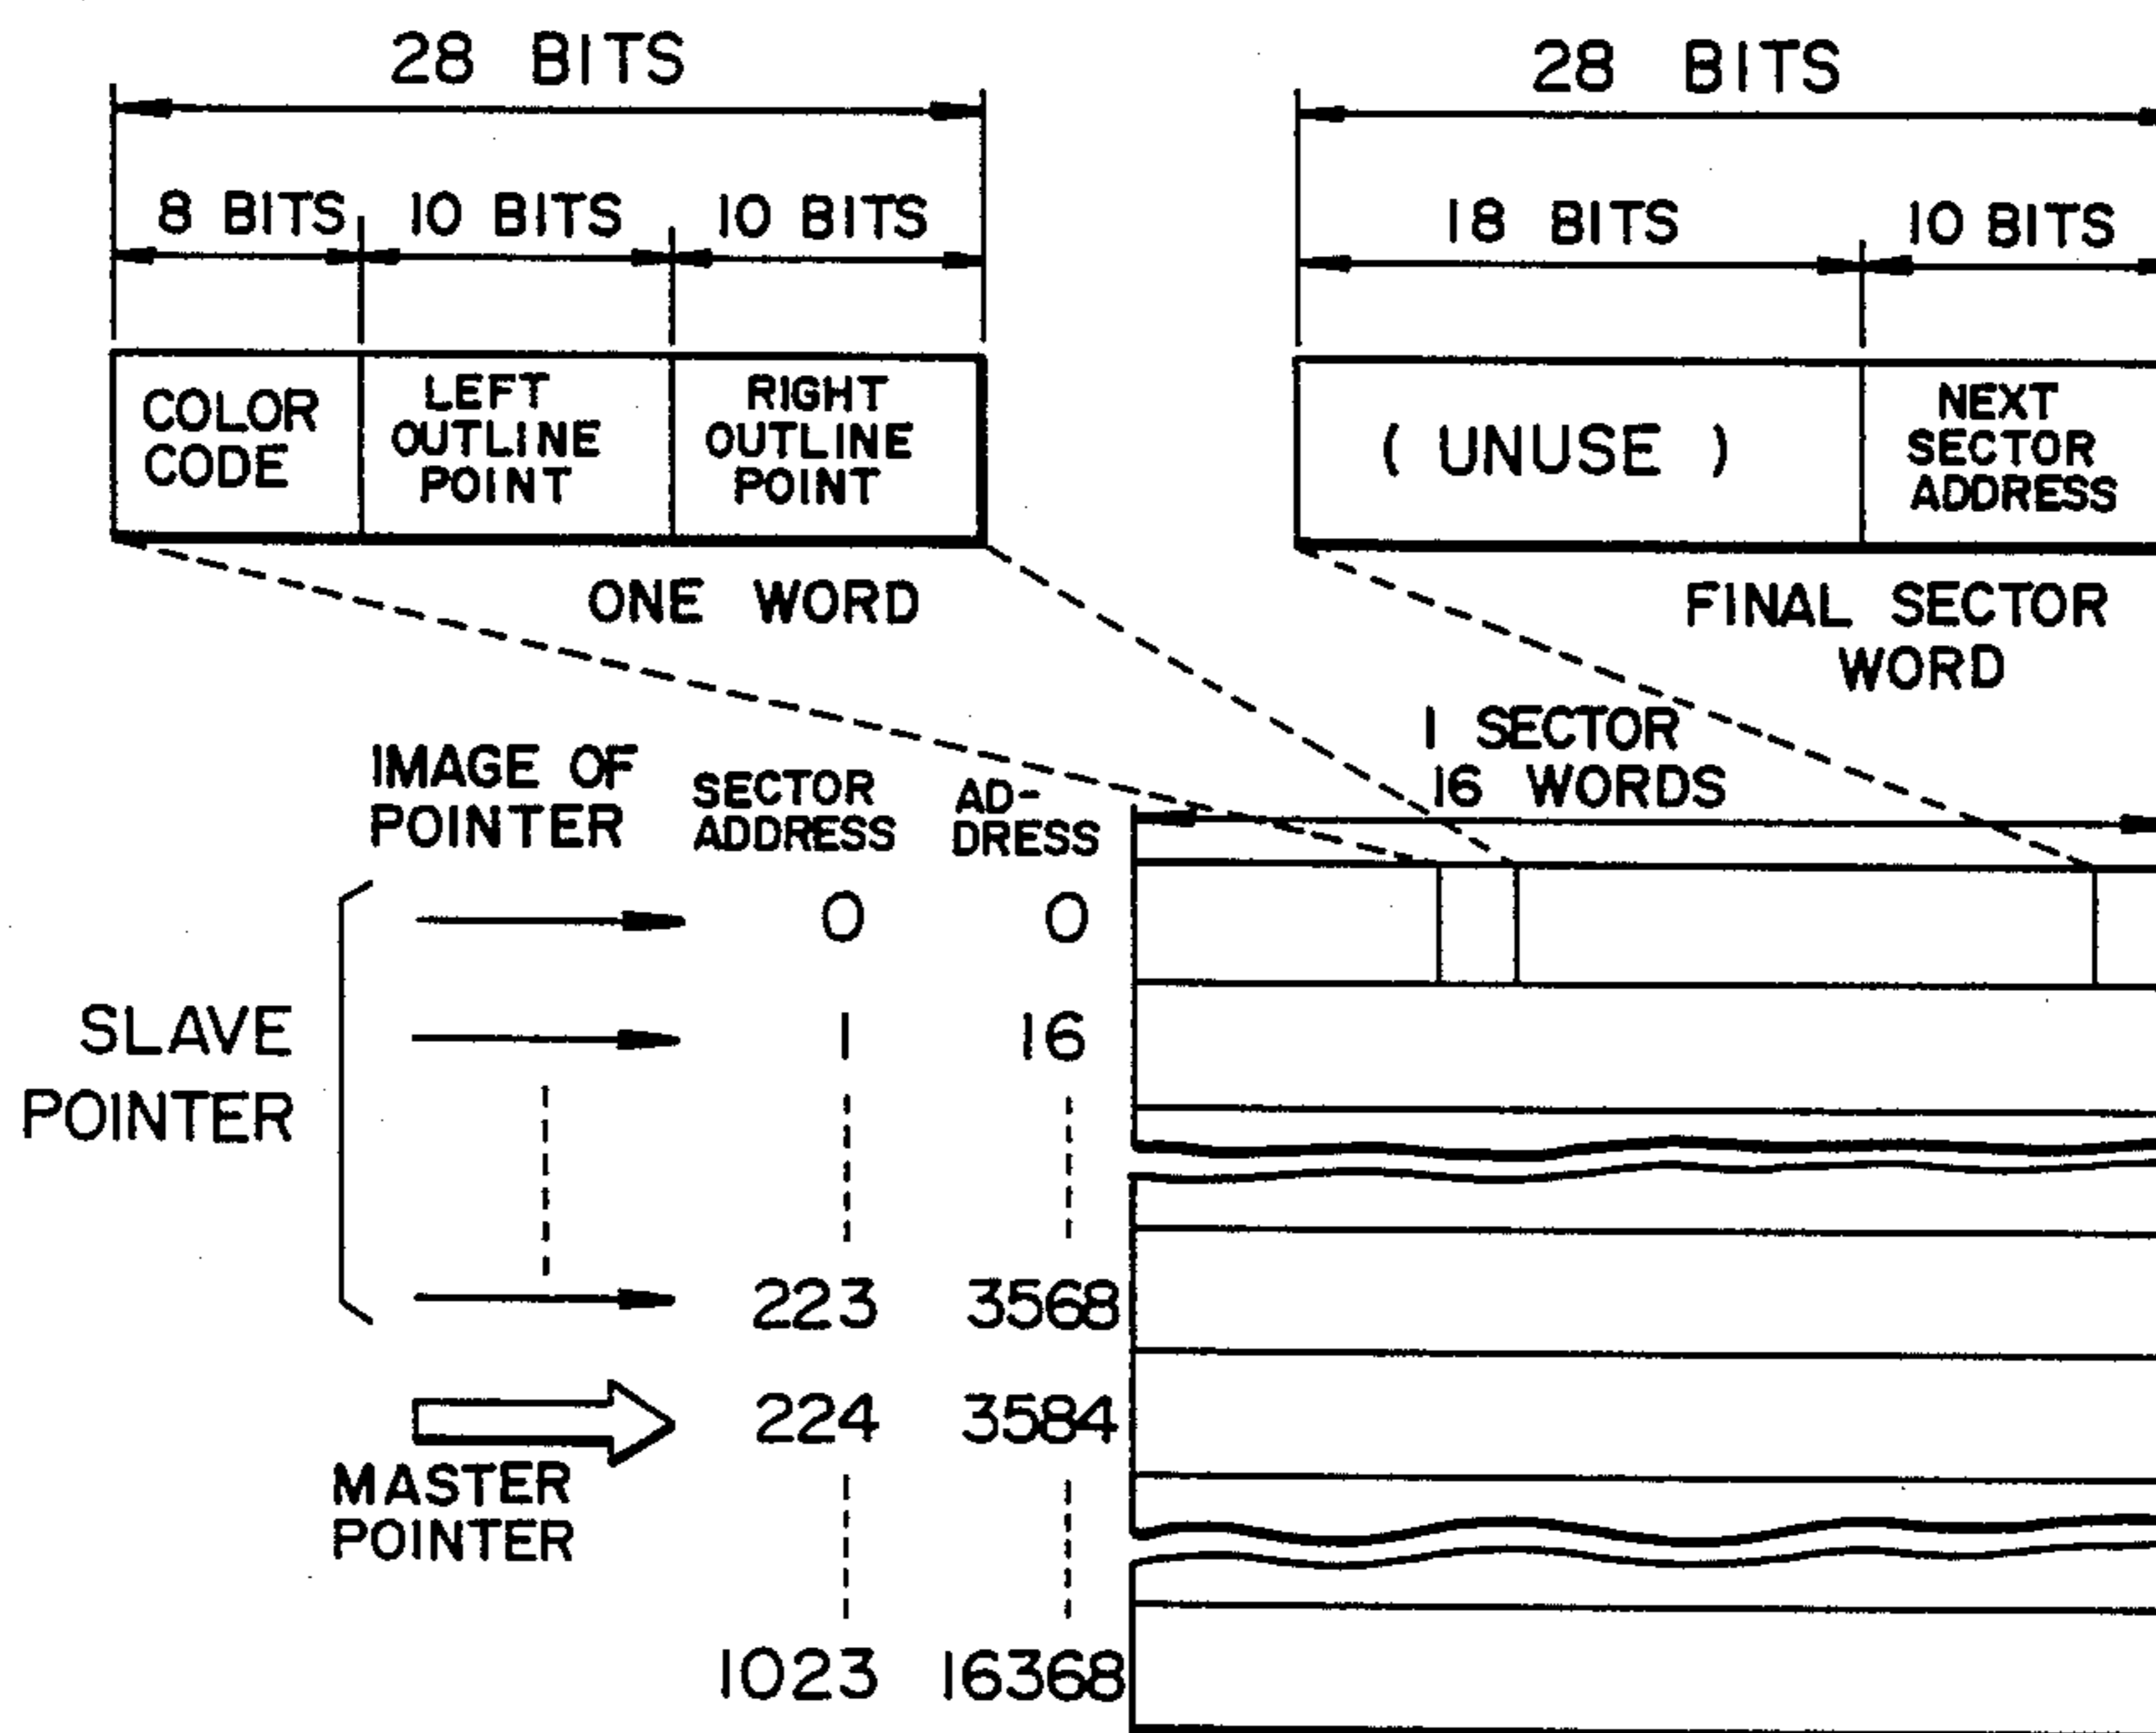 28 BITS
8 BITS 10 BITS 10 BITS
COLOR
CODE
LEFT
OUTLINE
POINT
RIGHT
OUTLINE
POINT
ONE WORD
28 BITS
18 BITS 10 BITS
( UNUSE )
NEXT
SECTOR
ADDRESS
FINAL SECTOR
WORD
1 SECTOR
16 WORDS
IMAGE OF
POINTER
SECTOR
ADDRESS
AD-
DRESS
SLAVE
POINTER
0 0
1 16
223 3568
224 3584
MASTER
POINTER
1023 16368